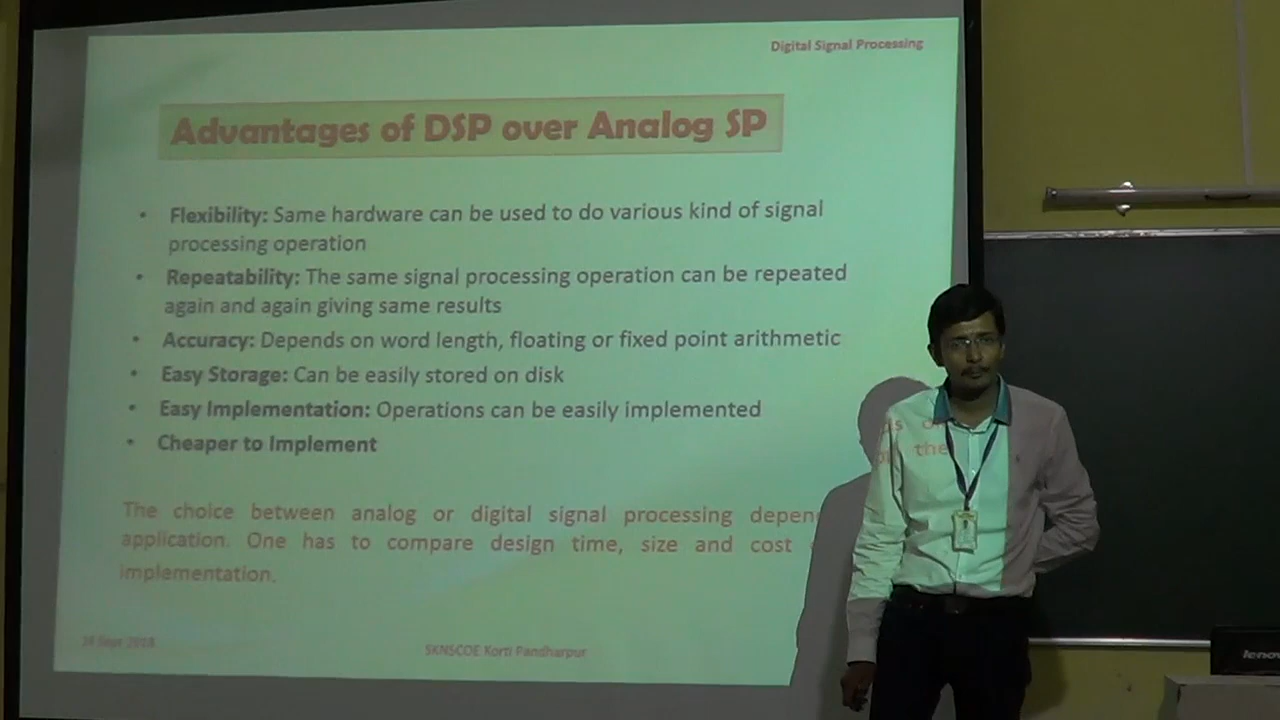 Digital Signal Processing
Advantages of DSP over Analog SP
• Flexibility: Same hardware can be used to do various kind of signal
processing operation
• Repeatability: The same signal processing operation can be repeated
again and again giving same results
• Accuracy: Depends on word length, floating or fixed point arithmetic
• Easy Storage: Can be easily stored on disk
• Easy Implementation: Operations can be easily implemented
• Cheaper to Implement
The choice between analog or digital signal processing depen
application. One has to compare design time, size and cost
implementation.
the
SKNSCOE Korti Pandharpur
lenovo